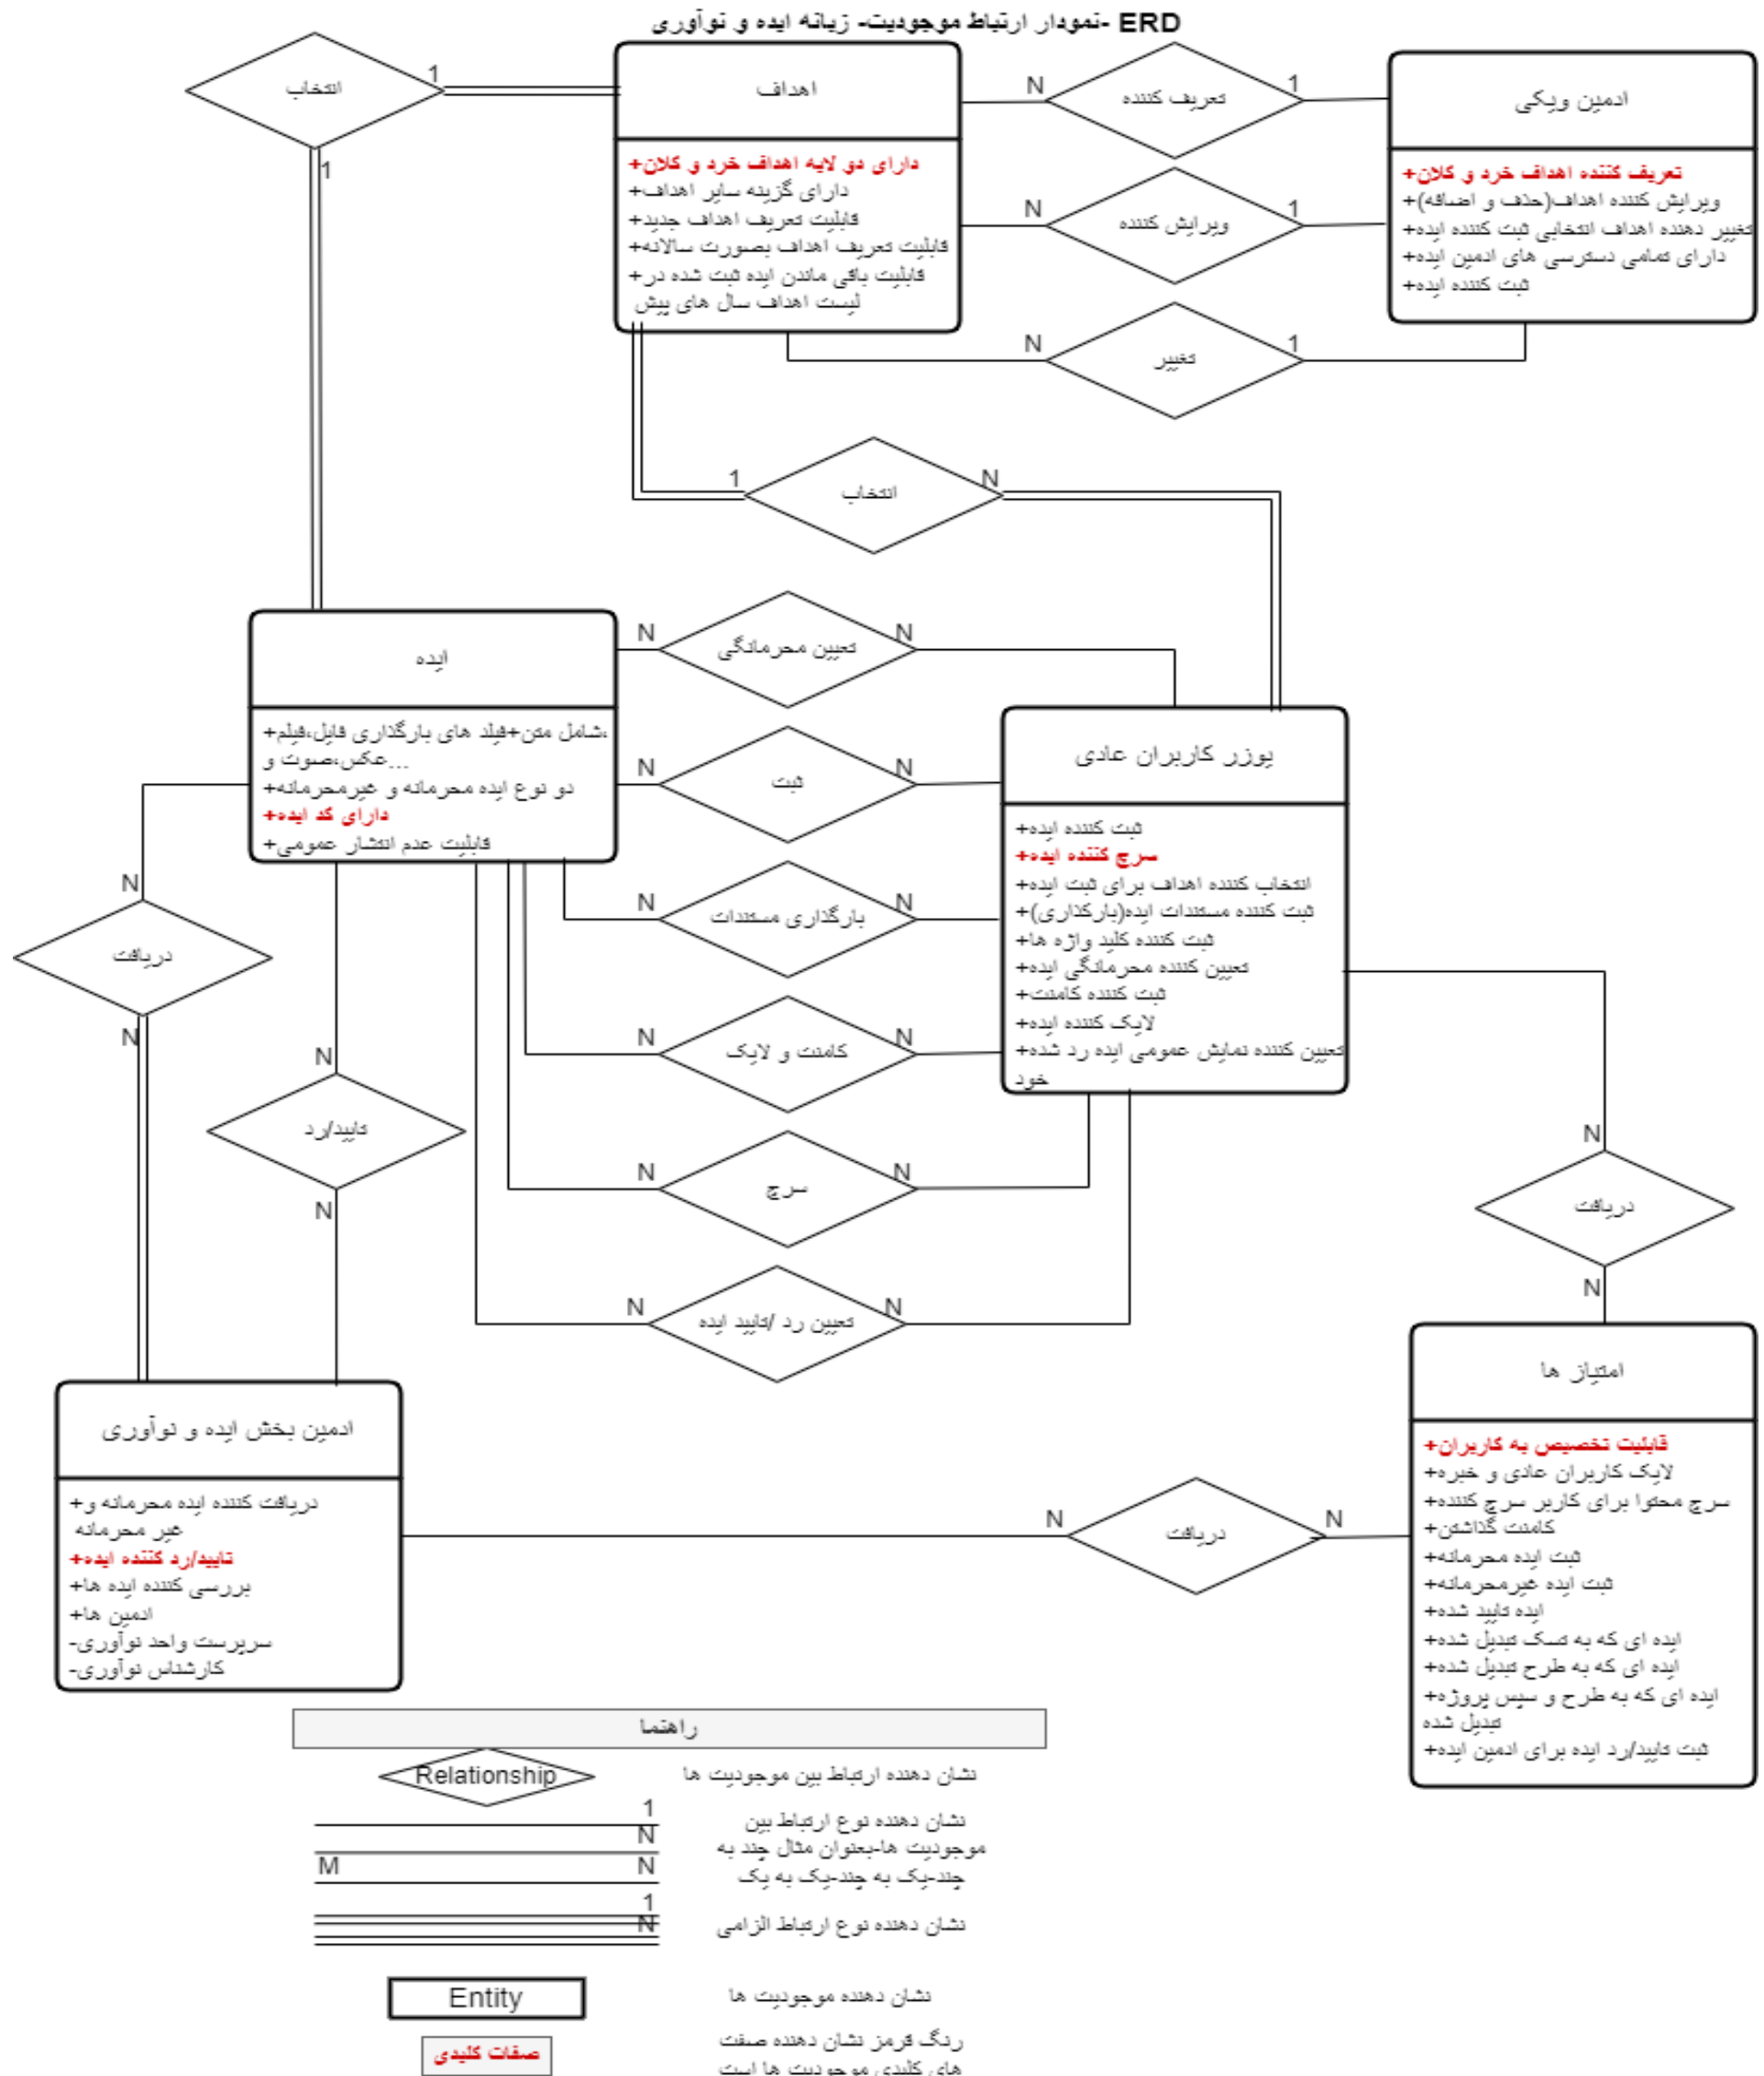 ERD -نمودار ارتباط موجودیت- زبانه ایده و نوآوری
انتخاب
1
1
اهداف
+دارای دو لایه اهداف خرد و کلان
+دارای گزینه سایر اهداف
+قابلیت تعریف اهداف جدید
+قابلیت تعریف اهداف بصورت سالانه
+قابلیت باقی ماندن ایده ثبت شده در
لیست اهداف سال های پیش
N
تعریف کننده
1
N
ویرایش کننده
1
N
تغییر
1
ادمین ویکی
+تعریف کننده اهداف خرد و کلان
+ویرایش کننده اهداف(حذف و اضافه)
+تغییر دهنده اهداف انتخابی ثبت کننده ایده
+دارای تمامی دسترسی های ادمین ایده
+ثبت کننده ایده
1
انتخاب
N
ایده
+شامل متن+فیلد های بارگذاری فایل،فیلم،
عکس،صوت و...
+دو نوع ایده محرمانه و غیرمحرمانه
+دارای کد ایده
+قابلیت عدم انتشار عمومی
N
تعیین محرمانگی
N
N
ثبت
N
N
بارگذاری مستندات
N
N
کامنت و لایک
N
N
سرچ
N
N
تعیین رد /تایید ایده
N
یوزر کاربران عادی
+ثبت کننده ایده
+سرچ کننده ایده
+انتخاب کننده اهداف برای ثبت ایده
+ثبت کننده مستندات ایده(بارکذاری)
+ثبت کننده کلید واژه ها
+تعیین کننده محرمانگی ایده
+ثبت کننده کامنت
+لایک کننده ایده
+تعیین کننده نمایش عمومی ایده رد شده
خود
N
دریافت
N
N
تایید/رد
N
N
دریافت
N
ادمین بخش ایده و نوآوری
+دریافت کننده ایده محرمانه و
غیر محرمانه
+تایید/رد کننده ایده
+بررسی کننده ایده ها
+ادمین ها
-سرپرست واحد نوآوری
-کارشناس نوآوری
N
دریافت
N
امتیاز ها
+قابلیت تخصیص به کاربران
+لایک کاربران عادی و خبره
+سرچ محتوا برای کاربر سرچ کننده
+کامنت گذاشتن
+ثبت ایده محرمانه
+ثبت ایده غیرمحرمانه
+ایده تایید شده
+ایده ای که به تسک تبدیل شده
+ایده ای که به طرح تبدیل شده
+ایده ای که به طرح و سپس پروژه
تبدیل شده
+ثبت تایید/رد ایده برای ادمین ایده
راهنما
Relationship
نشان دهنده ارتباط بین موجودیت ها
1
N
M N
نشان دهنده نوع ارتباط بین
موجودیت ها-بعنوان مثال چند به
چند-یک به چند-یک به یک
1
N
نشان دهنده نوع ارتباط الزامی
Entity
نشان دهنده موجودیت ها
صفات کلیدی
رنگ قرمز نشان دهنده صفت
های کلیدی موجودیت ها است